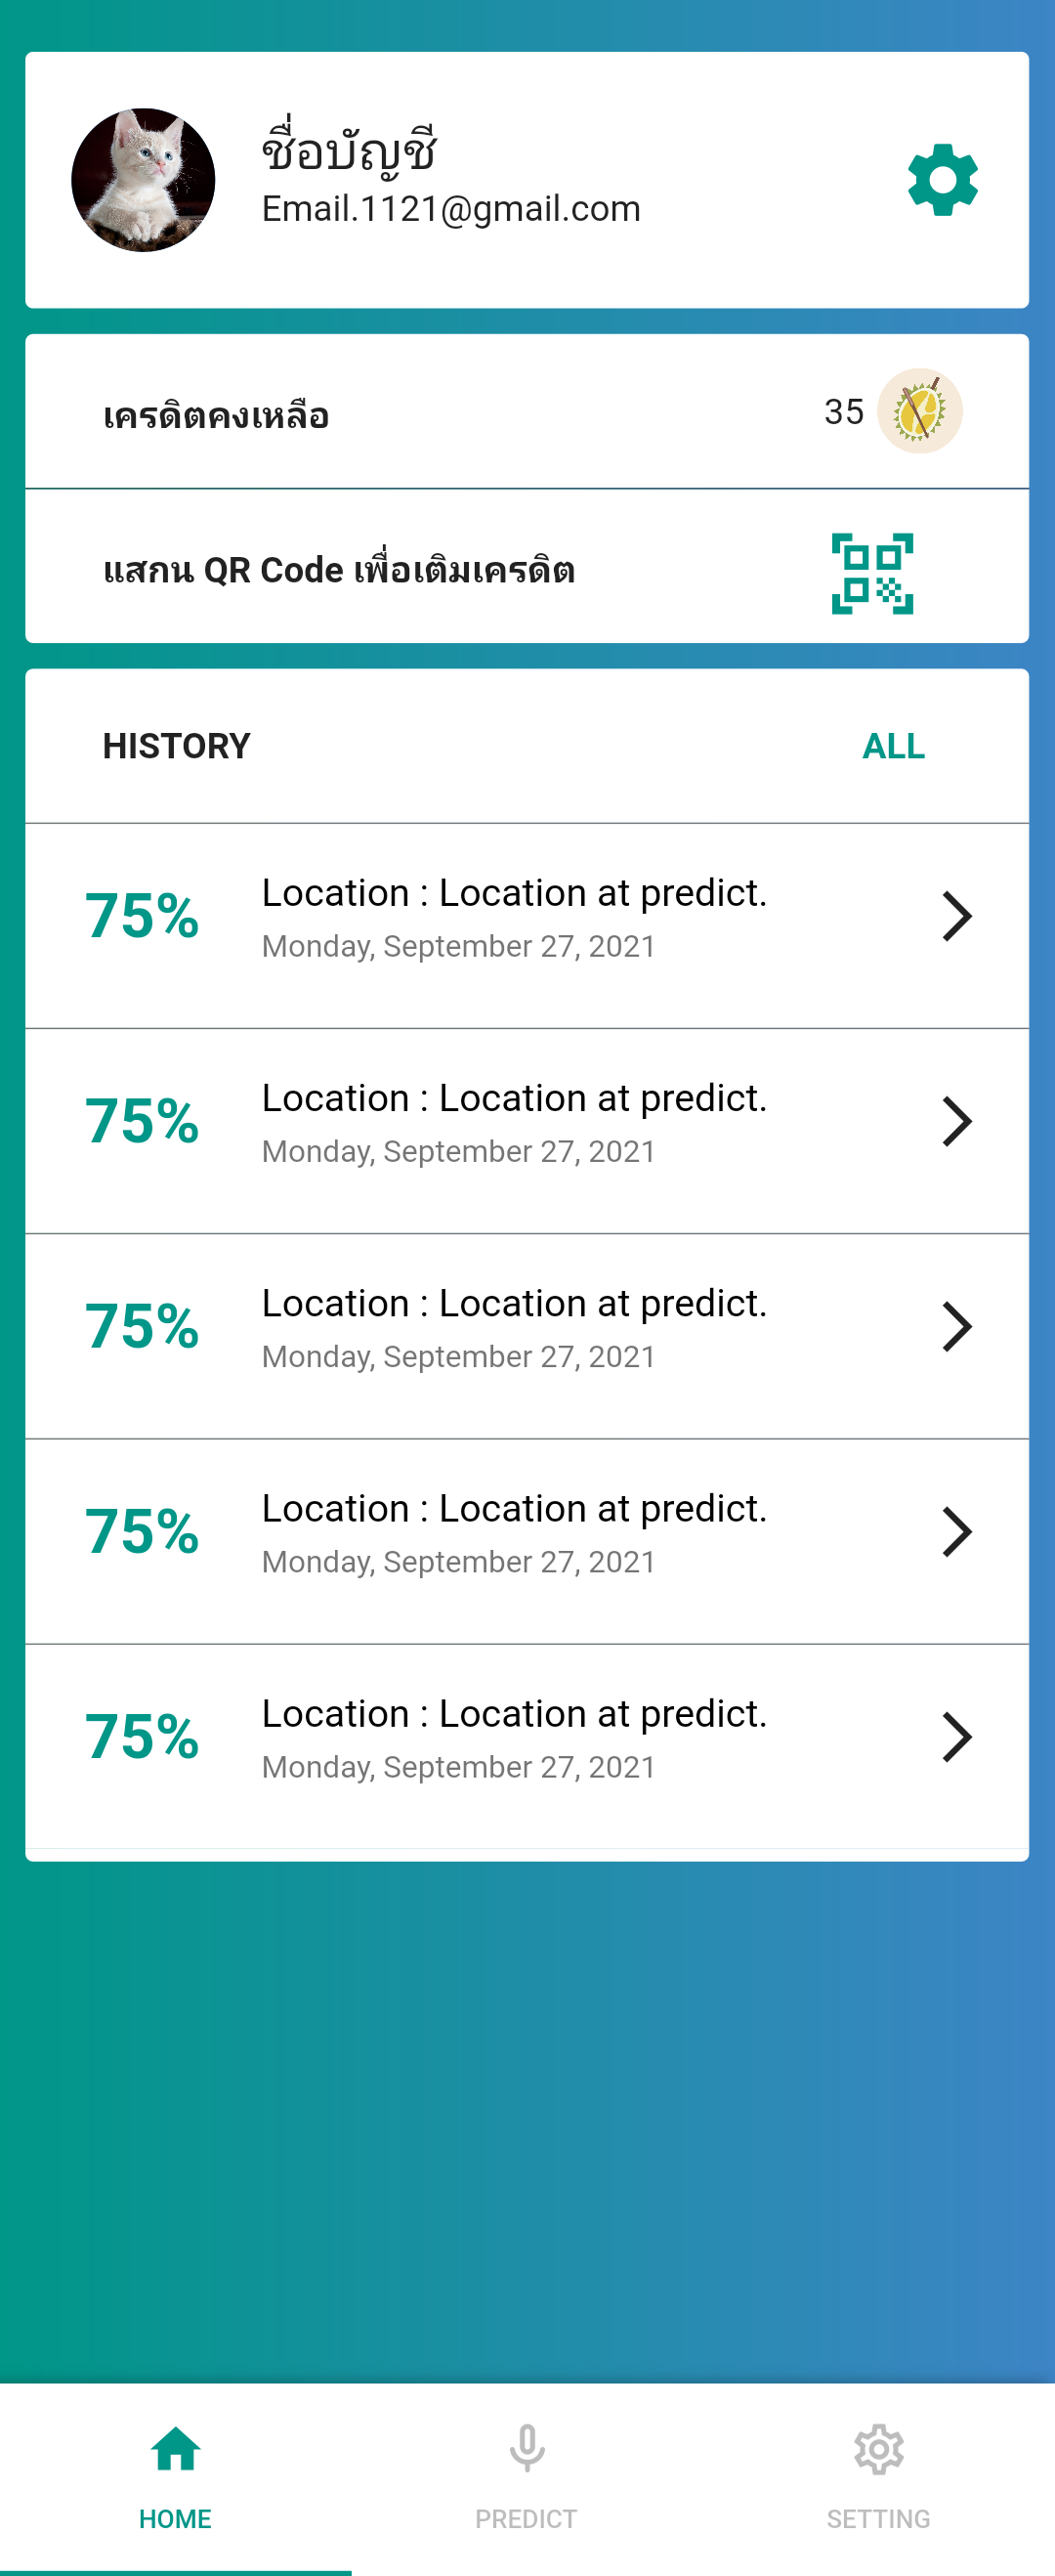 ชื่อบัญชี
Email.1121@gmail.com
เครดิตคงเหลือ
35
แสกน QR Code เพื่อเติมเครดิต
HISTORY
ALL
75%
Location : Location at predict.
Monday, September 27, 2021
75%
Location : Location at predict.
Monday, September 27, 2021
75%
Location : Location at predict.
Monday, September 27, 2021
75%
Location : Location at predict.
Monday, September 27, 2021
75%
Location : Location at predict.
Monday, September 27, 2021
HOME
PREDICT
SETTING